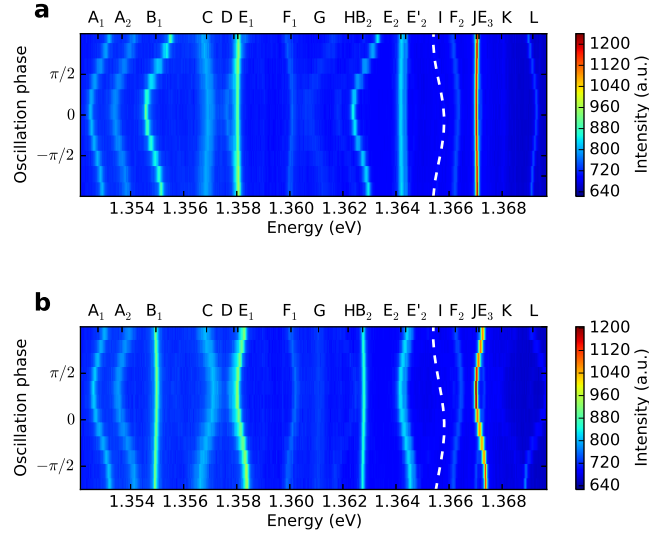 a
A₁ A₂ B₁ C D E₁ F₁ G H B₂ E₂ E'₂ I F₂ J E₃ K L
Oscillation phase
π/2
0
−π/2
1.354 1.356 1.358 1.360 1.362 1.364 1.366 1.368
Energy (eV)
1200
1120
1040
960
880
800
720
640
Intensity (a.u.)
b
A₁ A₂ B₁ C D E₁ F₁ G H B₂ E₂ E'₂ I F₂ J E₃ K L
Oscillation phase
π/2
0
−π/2
1.354 1.356 1.358 1.360 1.362 1.364 1.366 1.368
Energy (eV)
1200
1120
1040
960
880
800
720
640
Intensity (a.u.)